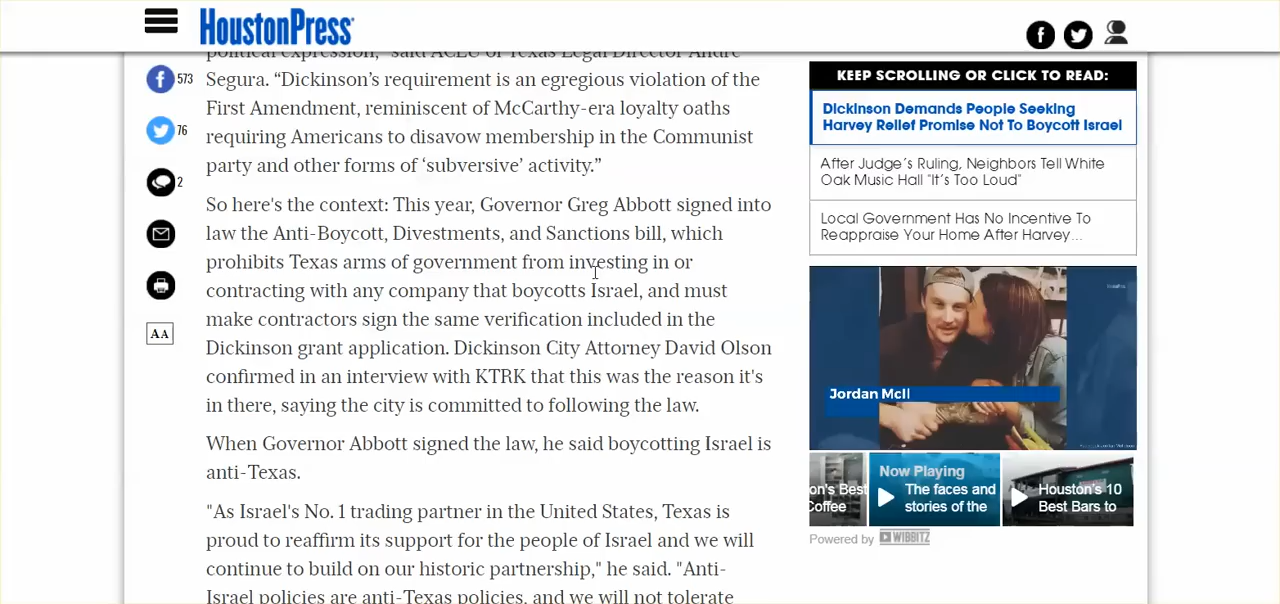 HoustonPress
political expression," said ACLU of Texas Legal Director Andre
Segura. “Dickinson’s requirement is an egregious violation of the
First Amendment, reminiscent of McCarthy-era loyalty oaths
requiring Americans to disavow membership in the Communist
party and other forms of ‘subversive’ activity.”
So here's the context: This year, Governor Greg Abbott signed into
law the Anti-Boycott, Divestments, and Sanctions bill, which
prohibits Texas arms of government from investing in or
contracting with any company that boycotts Israel, and must
make contractors sign the same verification included in the
Dickinson grant application. Dickinson City Attorney David Olson
confirmed in an interview with KTRK that this was the reason it's
in there, saying the city is committed to following the law.
When Governor Abbott signed the law, he said boycotting Israel is
anti-Texas.
"As Israel's No. 1 trading partner in the United States, Texas is
proud to reaffirm its support for the people of Israel and we will
continue to build on our historic partnership," he said. "Anti-
Israel policies are anti-Texas policies, and we will not tolerate
573
76
2
AA
KEEP SCROLLING OR CLICK TO READ:
Dickinson Demands People Seeking
Harvey Relief Promise Not To Boycott Israel
After Judge's Ruling, Neighbors Tell White
Oak Music Hall "It's Too Loud"
Local Government Has No Incentive To
Reappraise Your Home After Harvey...
Jordan McII
on's Best
Coffee
Now Playing
The faces and
stories of the
Houston's 10
Best Bars to
Powered by WIBBITZ